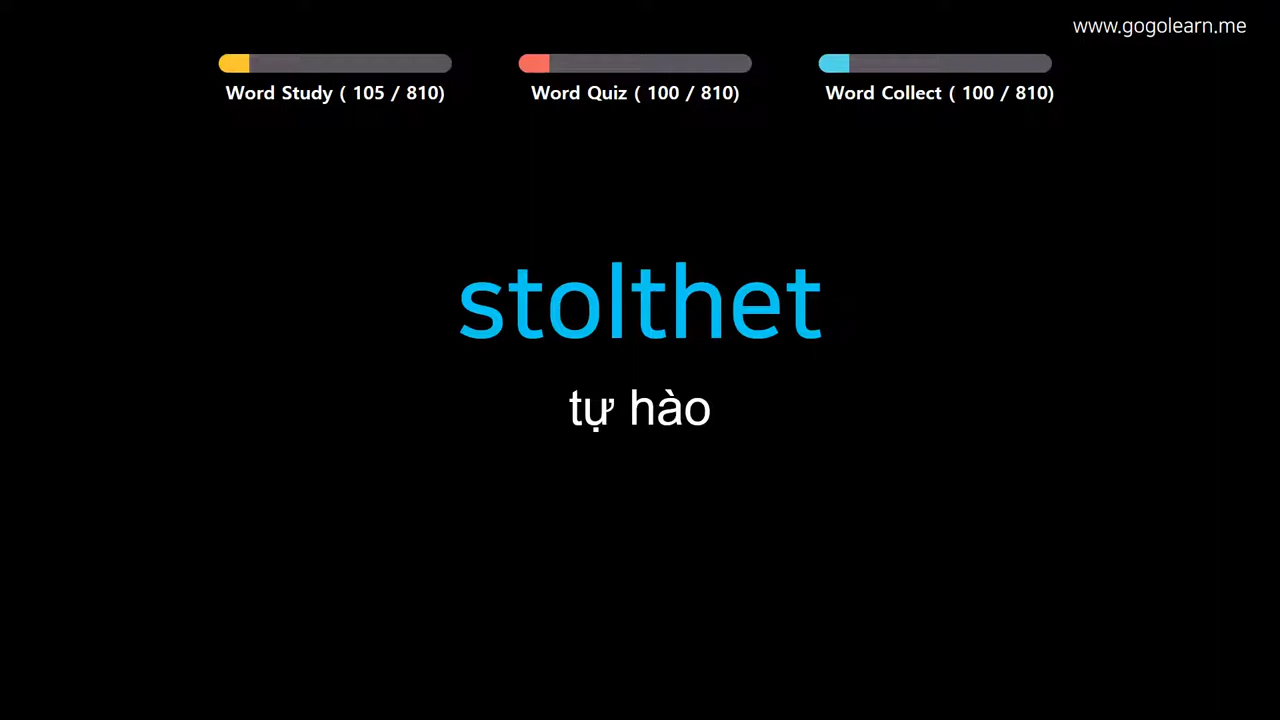 www.gogolearn.me
Word Study ( 105 / 810)
Word Quiz ( 100 / 810)
Word Collect ( 100 / 810)
stolthet
tự hào